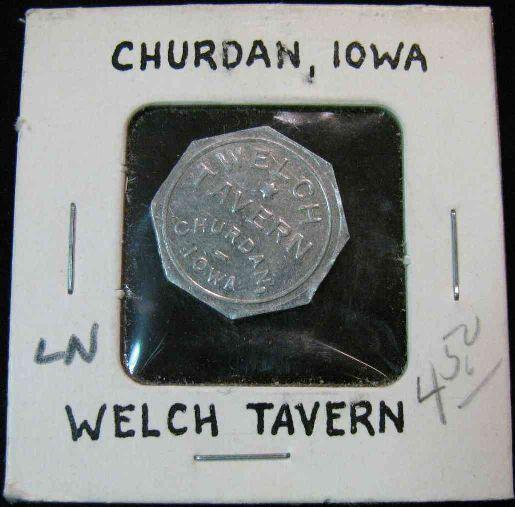 CHURDAN, IOWA
WELCH
TAVERN
CHURDAN,
IOWA
LN
4.50
WELCH TAVERN